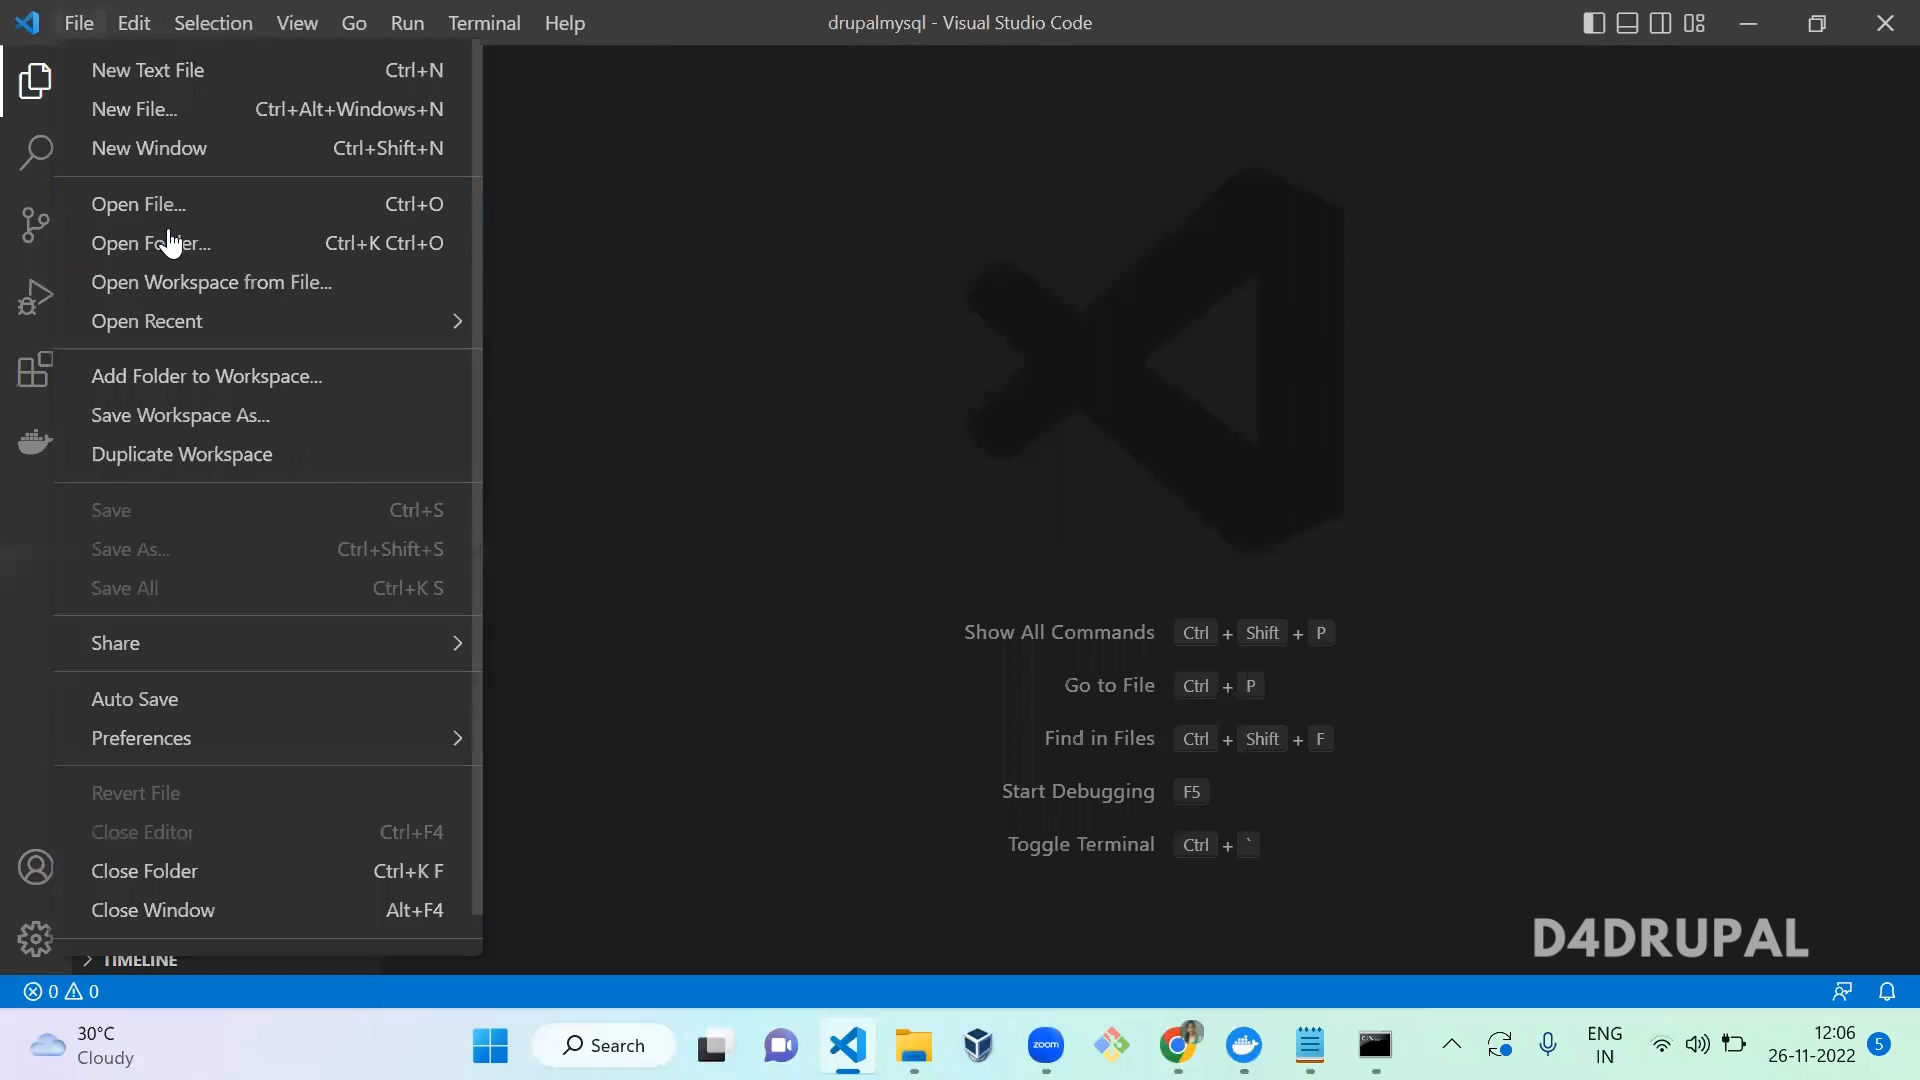 File Edit Selection View Go Run Terminal Help drupalmysql - Visual Studio Code
New Text File Ctrl+N
New File... Ctrl+Alt+Windows+N
New Window Ctrl+Shift+N
Open File... Ctrl+O
Open Fo er... Ctrl+K Ctrl+O
Open Workspace from File...
Open Recent
Add Folder to Workspace...
Save Workspace As...
Duplicate Workspace
Save Ctrl+S
Save As... Ctrl+Shift+S
Save All Ctrl+K S
Share
Auto Save
Preferences
Revert File
Close Editor Ctrl+F4
Close Folder Ctrl+K F
Close Window Alt+F4
TIMELINE
Show All Commands Ctrl + Shift + P
Go to File Ctrl + P
Find in Files Ctrl + Shift + F
Start Debugging F5
Toggle Terminal Ctrl + `
D4DRUPAL
0 0
30°C
Cloudy
Search
zoom
ENG
IN
12:06
26-11-2022
5